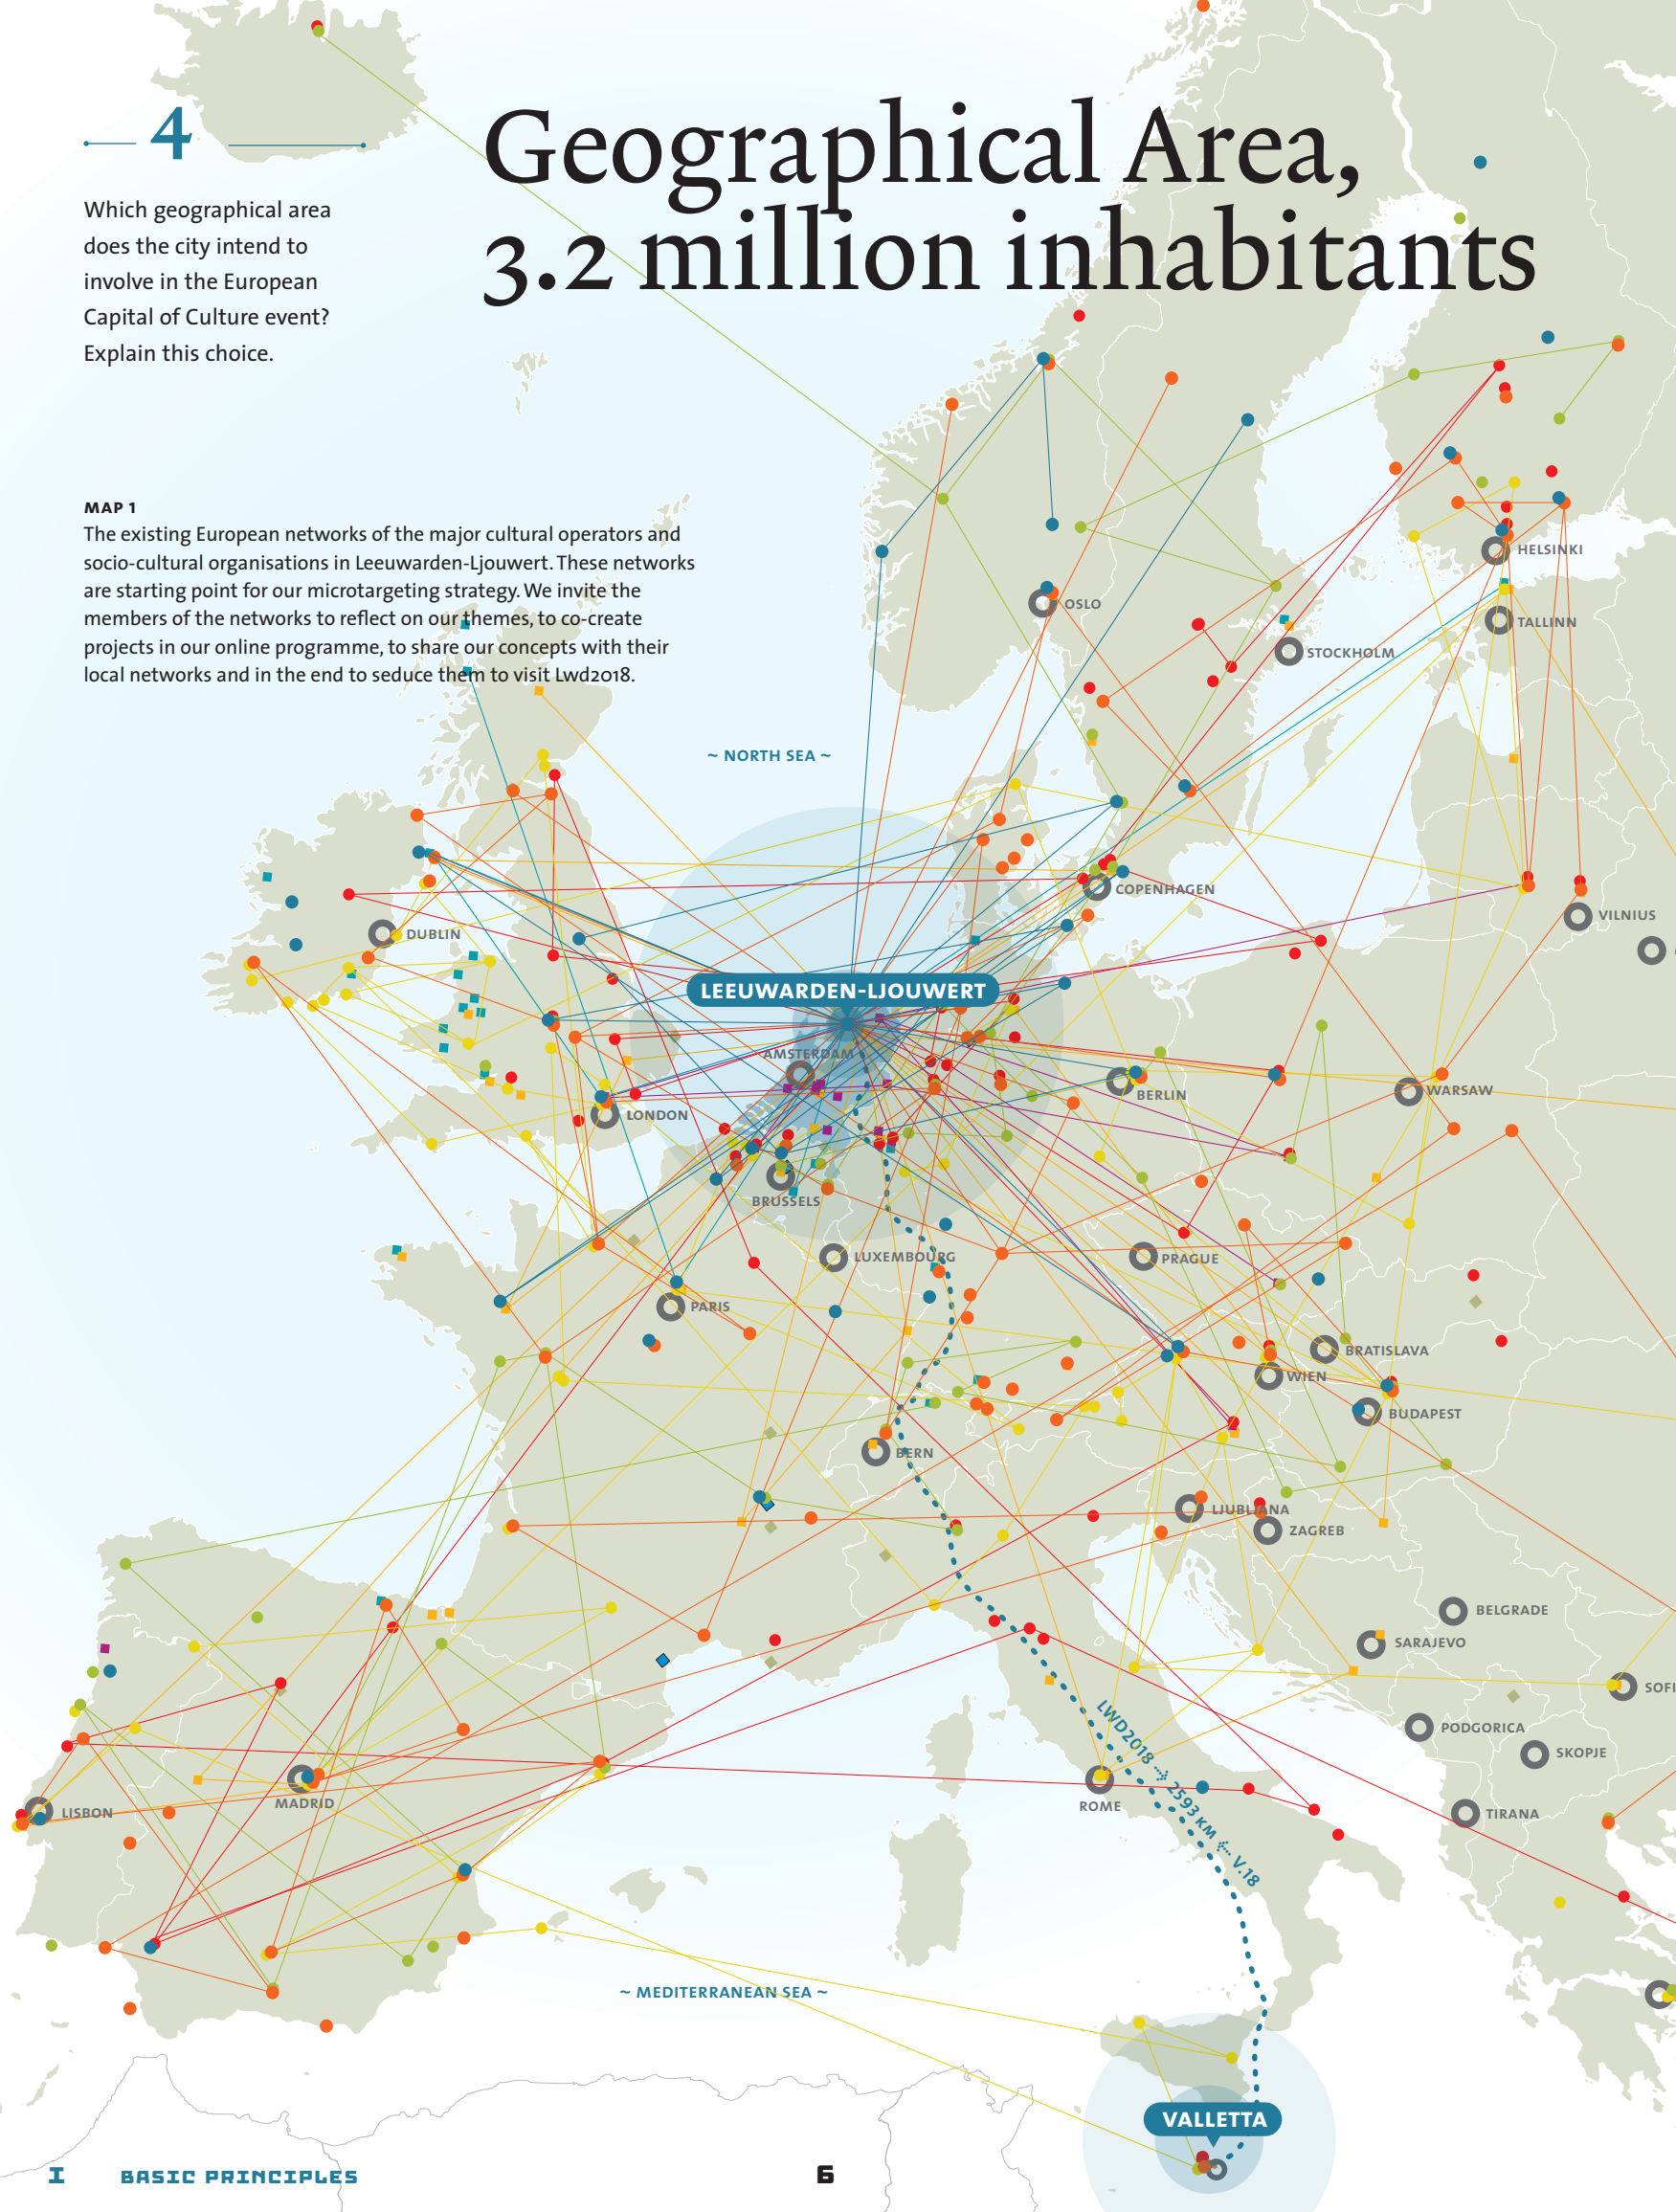 4
Geographical Area,
3.2 million inhabitants
Which geographical area
does the city intend to
involve in the European
Capital of Culture event?
Explain this choice.
MAP 1
The existing European networks of the major cultural operators and
socio-cultural organisations in Leeuwarden-Ljouwert. These networks
are starting point for our microtargeting strategy. We invite the
members of the networks to reflect on our themes, to co-create
projects in our online programme, to share our concepts with their
local networks and in the end to seduce them to visit Lwd2018.
HELSINKI
OSLO
TALLINN
STOCKHOLM
~ NORTH SEA ~
COPENHAGEN
VILNIUS
DUBLIN
LEEUWARDEN-LJOUWERT
AMSTERDAM
BERLIN
WARSAW
LONDON
BRUSSELS
LUXEMBOURG
PRAGUE
PARIS
BRATISLAVA
WIEN
BUDAPEST
BERN
LJUBLJANA
ZAGREB
BELGRADE
SARAJEVO
SOFI
LWD2018 ···> 2593 KM <··· V.18
PODGORICA
SKOPJE
MADRID
ROME
LISBON
TIRANA
~ MEDITERRANEAN SEA ~
VALLETTA
I BASIC PRINCIPLES
6